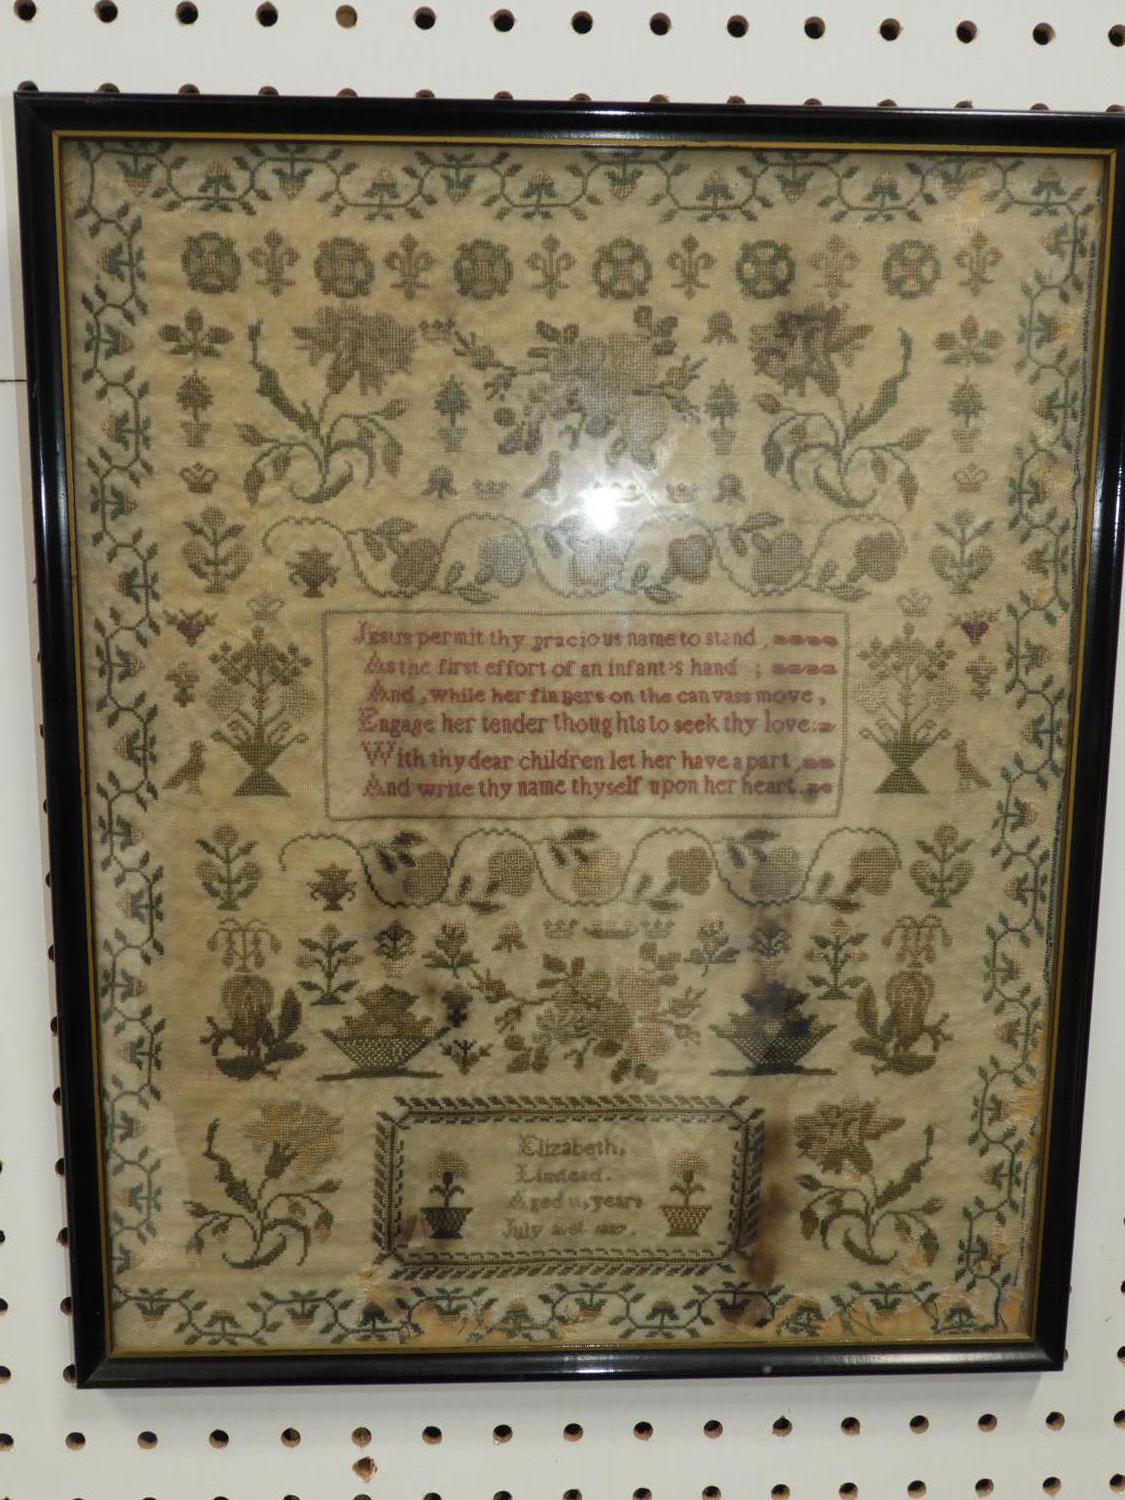 Jesus permit thy gracious name to stand,
As the first effort of an infant's hand;
And, while her fingers on the canvass move,
Engage her tender thoughts to seek thy love:
With thy dear children let her have a part,
And write thy name thyself upon her heart.
Elizabeth,
Aged 11, years
July